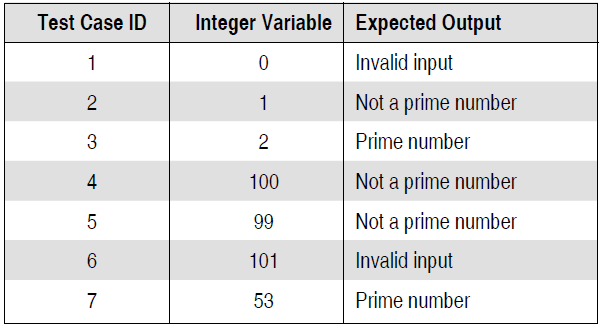 Test Case ID Integer Variable Expected Output
1 0 Invalid input
2 1 Not a prime number
3 2 Prime number
4 100 Not a prime number
5 99 Not a prime number
6 101 Invalid input
7 53 Prime number